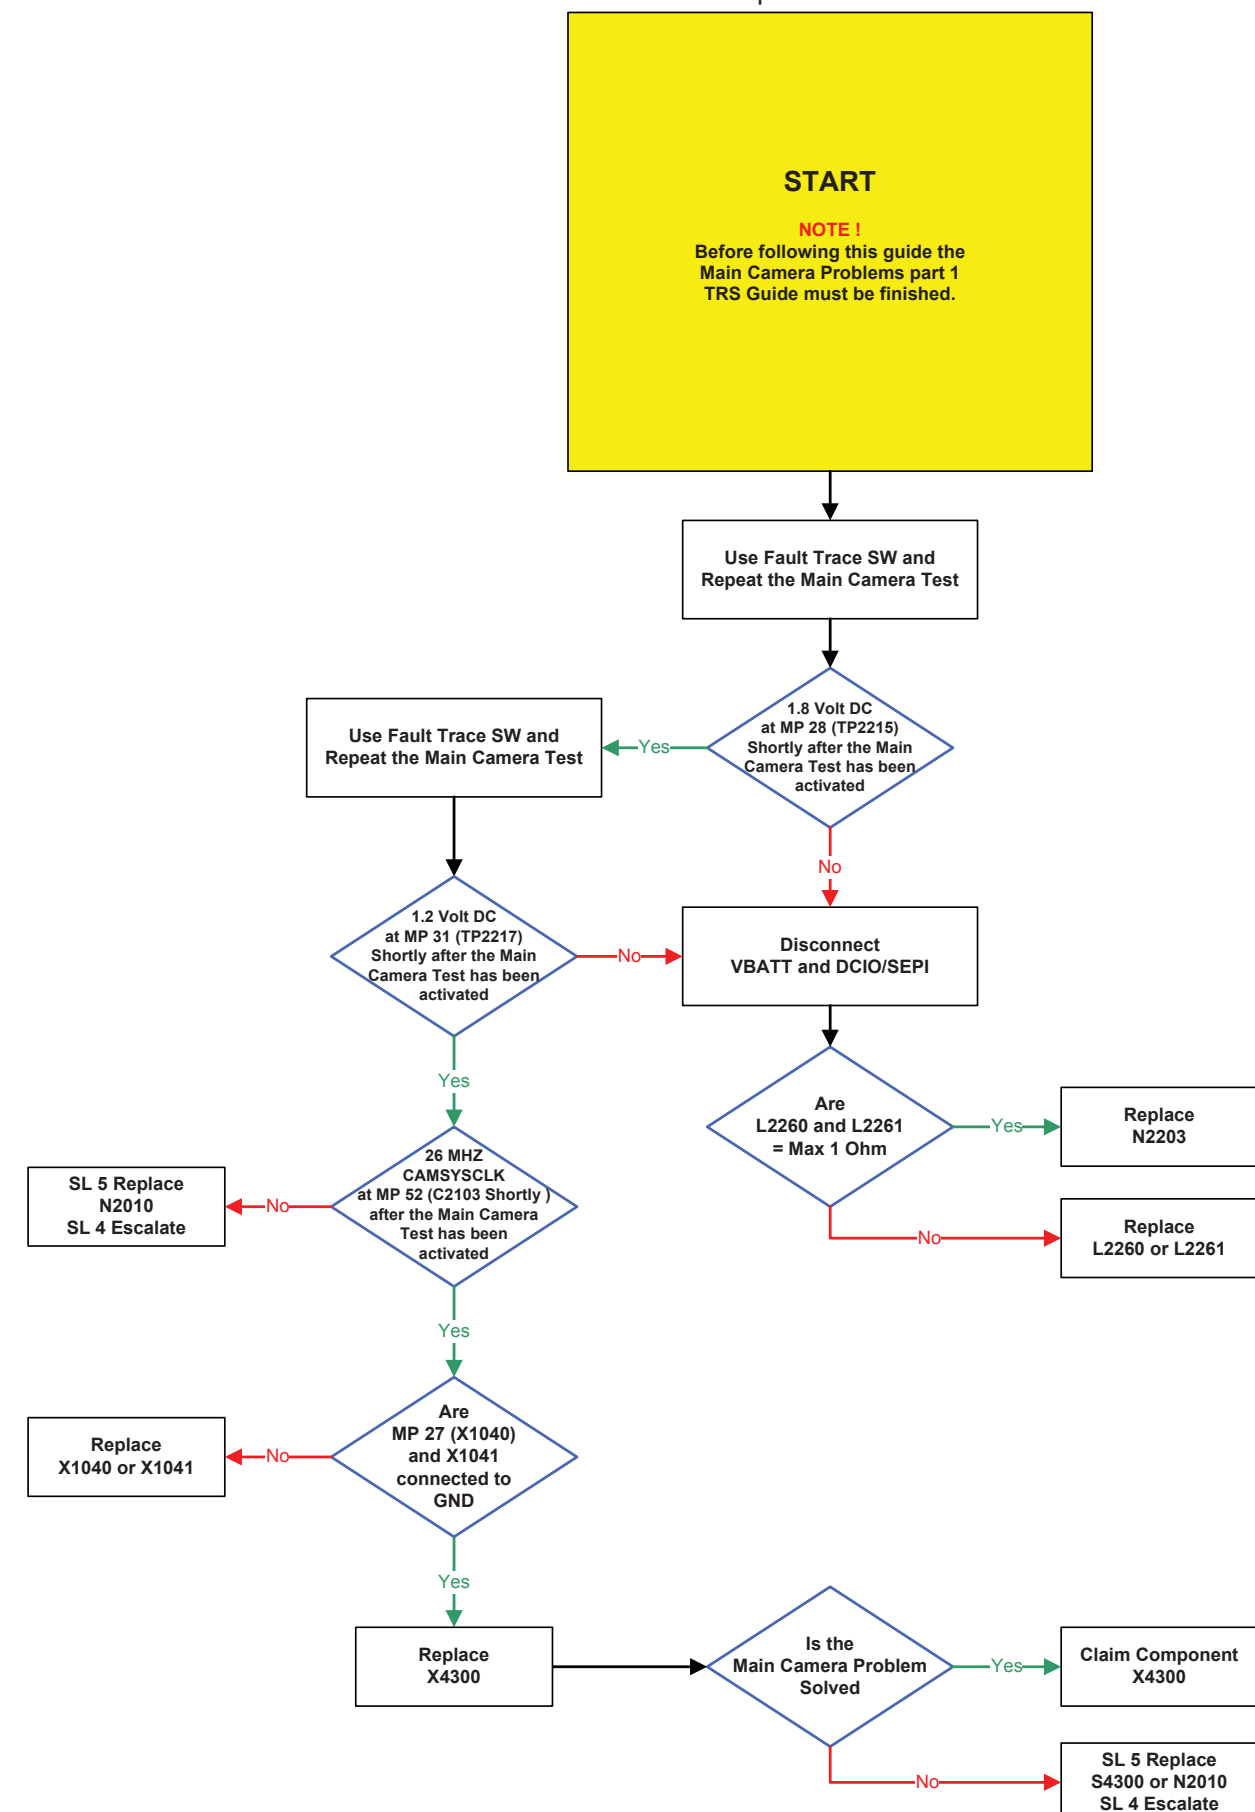 START
NOTE !
Before following this guide the
Main Camera Problems part 1
TRS Guide must be finished.
Use Fault Trace SW and
Repeat the Main Camera Test
1.8 Volt DC
at MP 28 (TP2215)
Shortly after the Main
Camera Test has been
activated
Yes
Use Fault Trace SW and
Repeat the Main Camera Test
No
1.2 Volt DC
at MP 31 (TP2217)
Shortly after the Main
Camera Test has been
activated
No
Disconnect
VBATT and DCIO/SEPI
Yes
Are
L2260 and L2261
= Max 1 Ohm
Yes
Replace
N2203
No
Replace
L2260 or L2261
26 MHZ
CAMSYSCLK
at MP 52 (C2103 Shortly )
after the Main Camera
Test has been
activated
No
SL 5 Replace
N2010
SL 4 Escalate
Yes
Are
MP 27 (X1040)
and X1041
connected to
GND
No
Replace
X1040 or X1041
Yes
Replace
X4300
Is the
Main Camera Problem
Solved
Yes
Claim Component
X4300
No
SL 5 Replace
S4300 or N2010
SL 4 Escalate